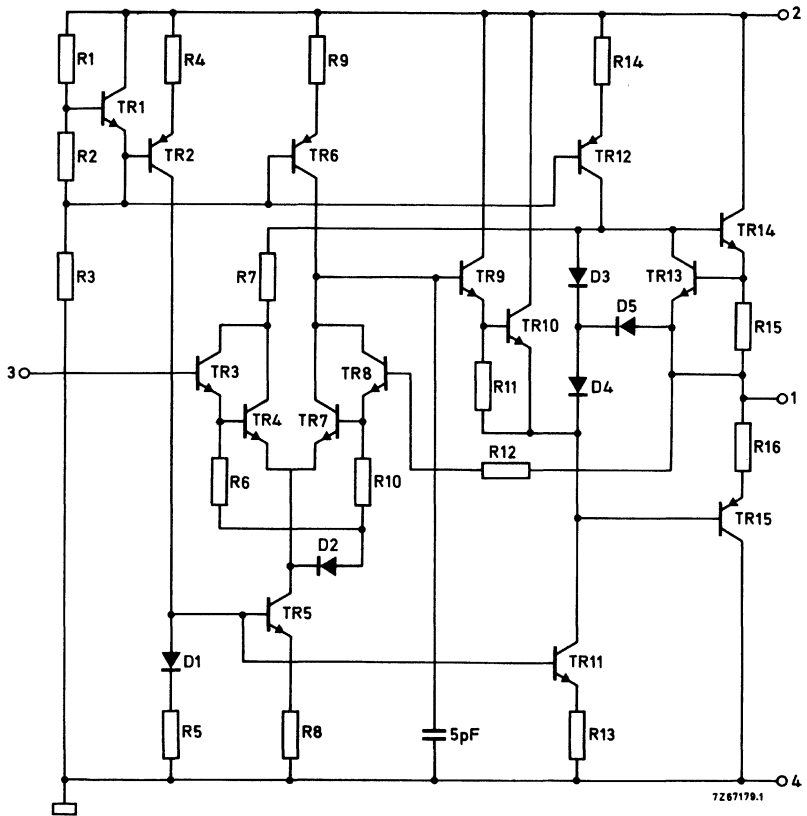 2
R1
R4
R9
R14
TR1
R2
TR2
TR6
TR12
TR14
R3
R7
TR9
D3
TR13
D5
R15
TR10
3
TR3
TR8
R11
D4
1
TR4
TR7
R12
R16
R6
R10
TR15
D2
TR5
D1
TR11
R5
R8
5pF
R13
4
7Z67179.1